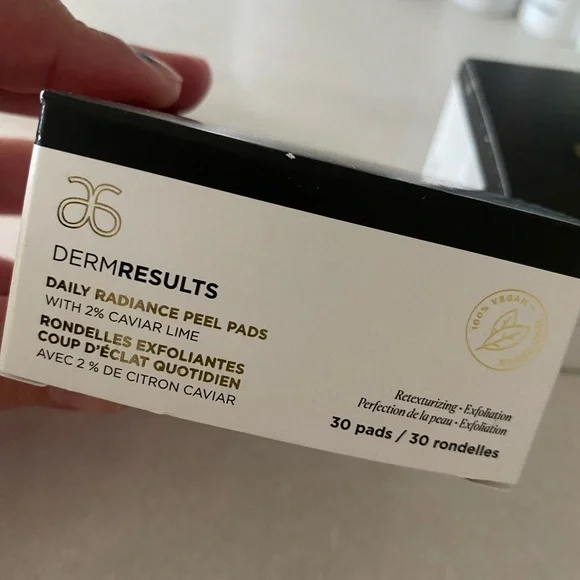 DERMRESULTS
DAILY RADIANCE PEEL PADS
WITH 2% CAVIAR LIME
RONDELLES EXFOLIANTES
COUP D'ÉCLAT QUOTIDIEN
AVEC 2 % DE CITRON CAVIAR
100% VEGAN
Retexturizing • Exfoliation
Perfection de la peau • Exfoliation
30 pads / 30 rondelles